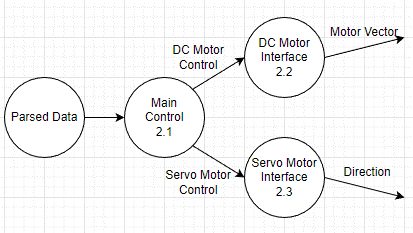 Parsed Data
Main
Control
2.1
DC Motor
Control
DC Motor
Interface
2.2
Motor Vector
Servo Motor
Control
Servo Motor
Interface
2.3
Direction